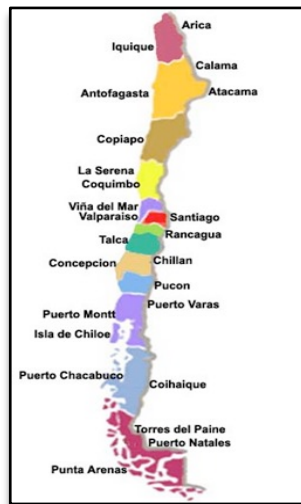 Arica
Iquique
Calama
Antofagasta
Atacama
Copiapo
La Serena
Coquimbo
Viña del Mar
Valparaiso
Santiago
Rancagua
Talca
Concepcion
Chillan
Pucon
Puerto Varas
Puerto Montt
Isla de Chiloe
Puerto Chacabuco
Coihaique
Torres del Paine
Puerto Natales
Punta Arenas